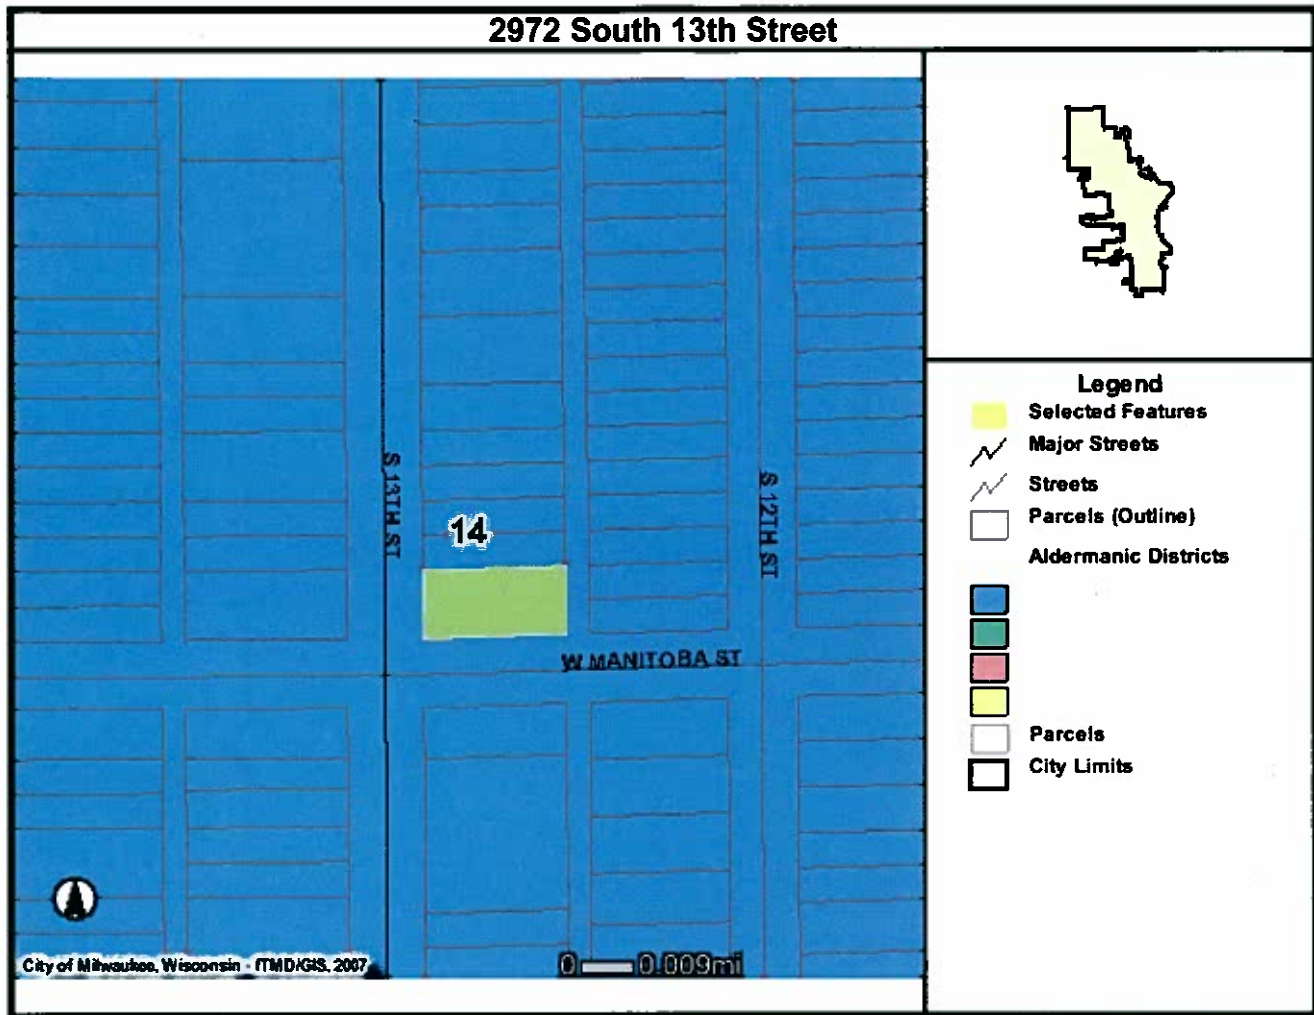 2972 South 13th Street
S 13TH ST
S 12TH ST
14
W MANITOBA ST
City of Milwaukee, Wisconsin - ITMD/GIS, 2007
0 0.009mi
Legend
Selected Features
Major Streets
Streets
Parcels (Outline)
Aldermanic Districts
Parcels
City Limits